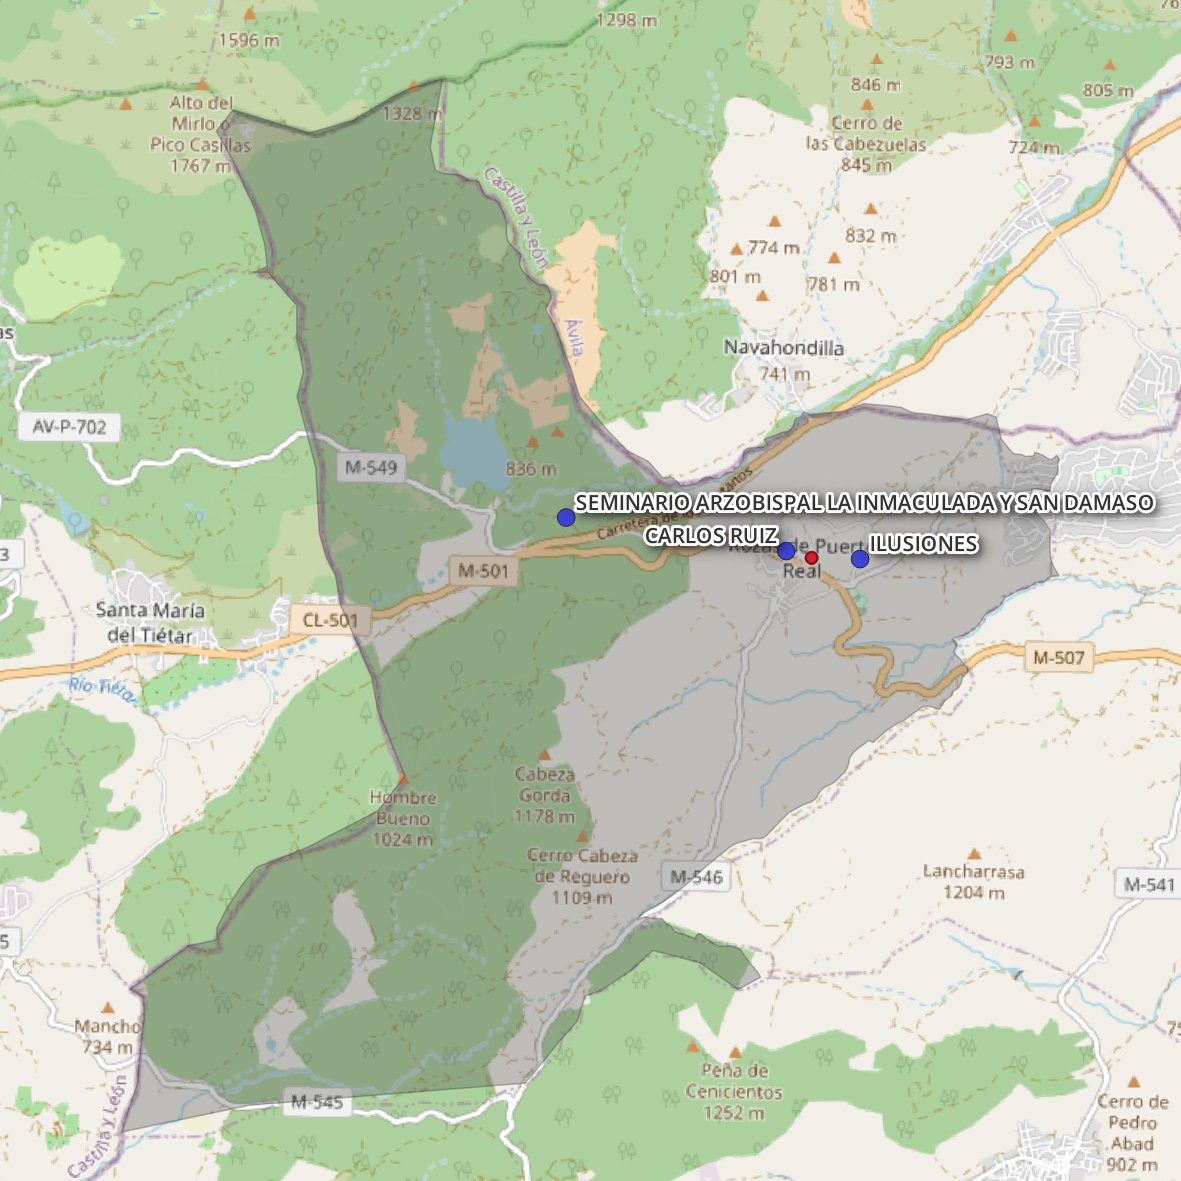 1298 m
1596 m
793 m
846 m
805 m
Alto del
Mirlo o
Pico Casillas
1767 m
1328 m
Cerro de
las Cabezuelas
845 m
724 m
Castilla y León
Ávila
774 m
832 m
801 m
781 m
Navahondilla
741 m
AV-P-702
M-549
836 m
SEMINARIO ARZOBISPAL LA INMACULADA Y SAN DAMASO
CARLOS RUIZ
ILUSIONES
Real
M-501
Santa María
del Tiétar
CL-501
M-507
Río Tiétar
Hombre
Bueno
1024 m
Cabeza
Gorda
1178 m
Cerro Cabeza
de Reguero
1109 m
M-546
Lancharrasa
1204 m
M-541
Mancho
734 m
M-545
Castilla y León
Peña de
Cenicientos
1252 m
Cerro de
Pedro
Abad
902 m